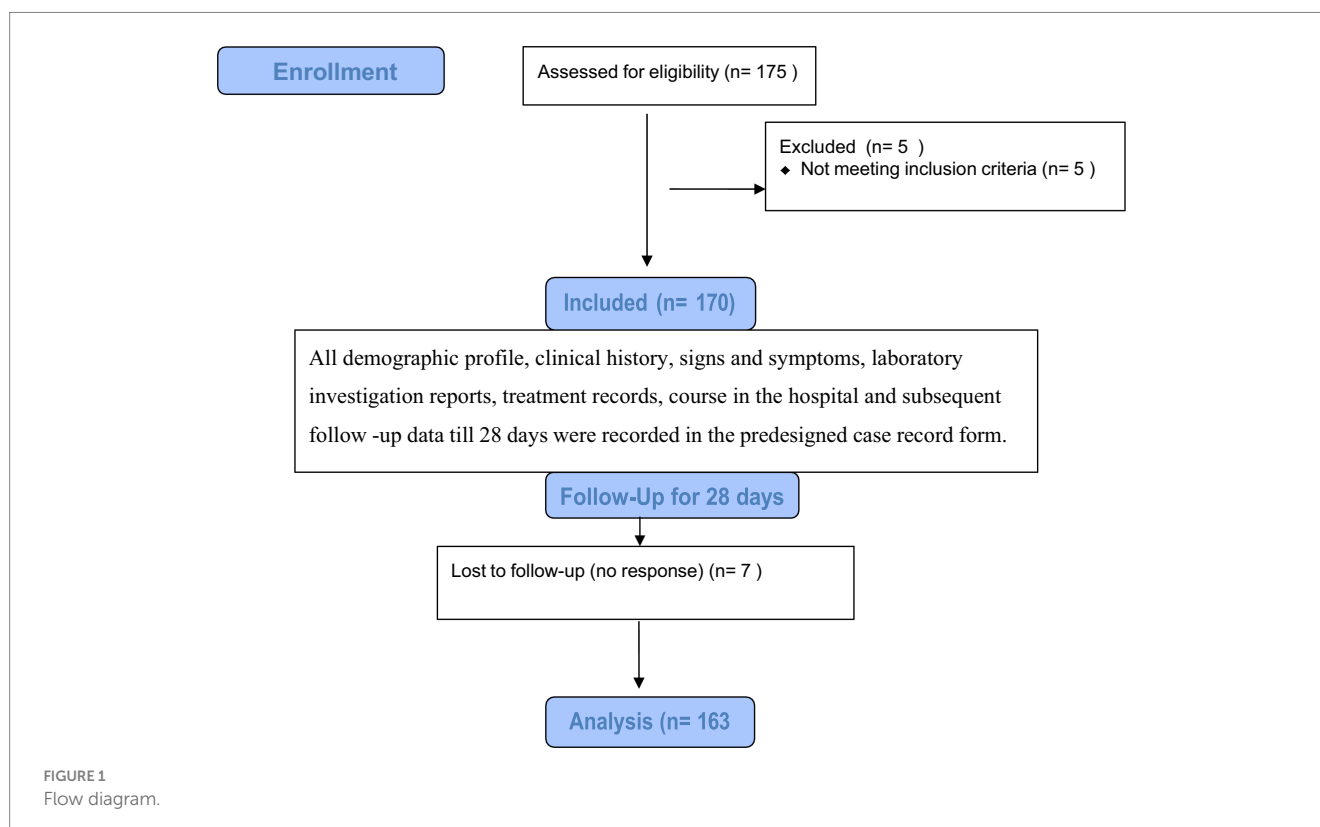 Enrollment
Assessed for eligibility (n= 175 )
Excluded (n= 5 )
◆ Not meeting inclusion criteria (n= 5 )
Included (n= 170)
All demographic profile, clinical history, signs and symptoms, laboratory
investigation reports, treatment records, course in the hospital and subsequent
follow -up data till 28 days were recorded in the predesigned case record form.
Follow-Up for 28 days
Lost to follow-up (no response) (n= 7 )
Analysis (n= 163
FIGURE 1
Flow diagram.